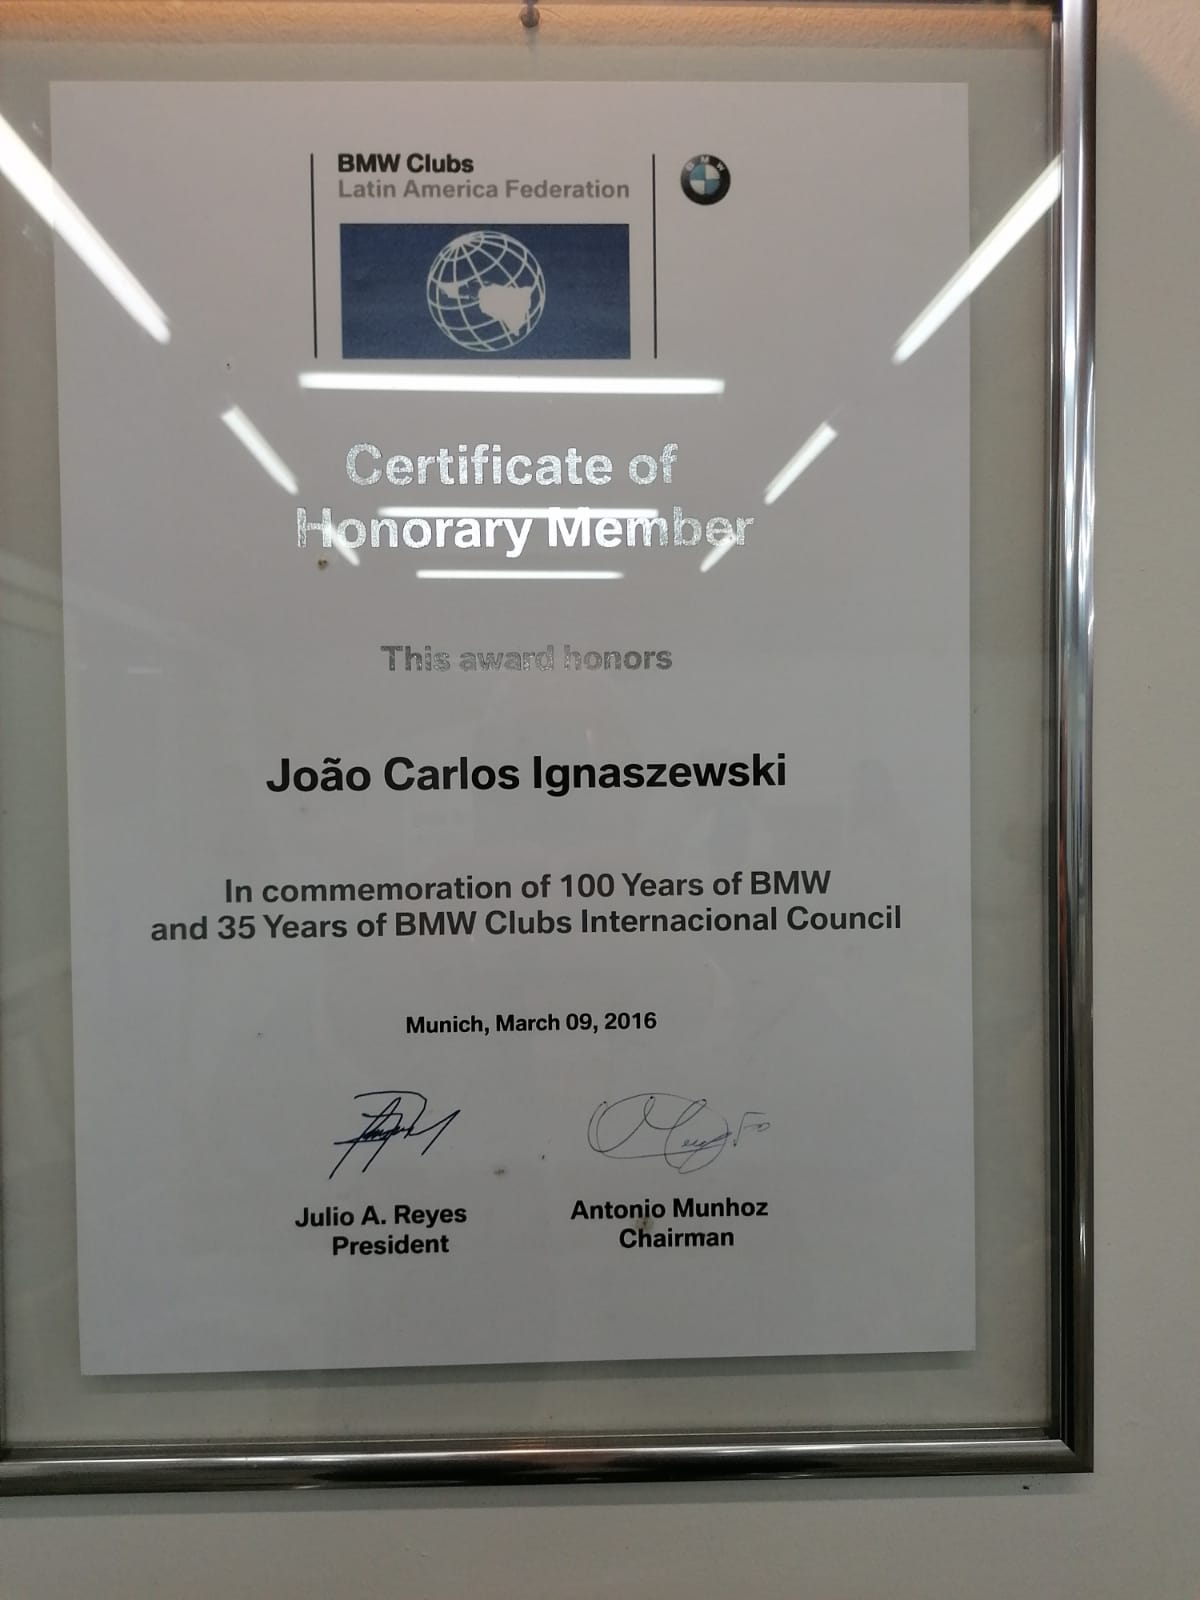 BMW Clubs
Latin America Federation
BMW
Certificate of
Honorary Member
This award honors
João Carlos Ignaszewski
In commemoration of 100 Years of BMW
and 35 Years of BMW Clubs Internacional Council
Munich, March 09, 2016
Julio A. Reyes
President
Antonio Munhoz
Chairman